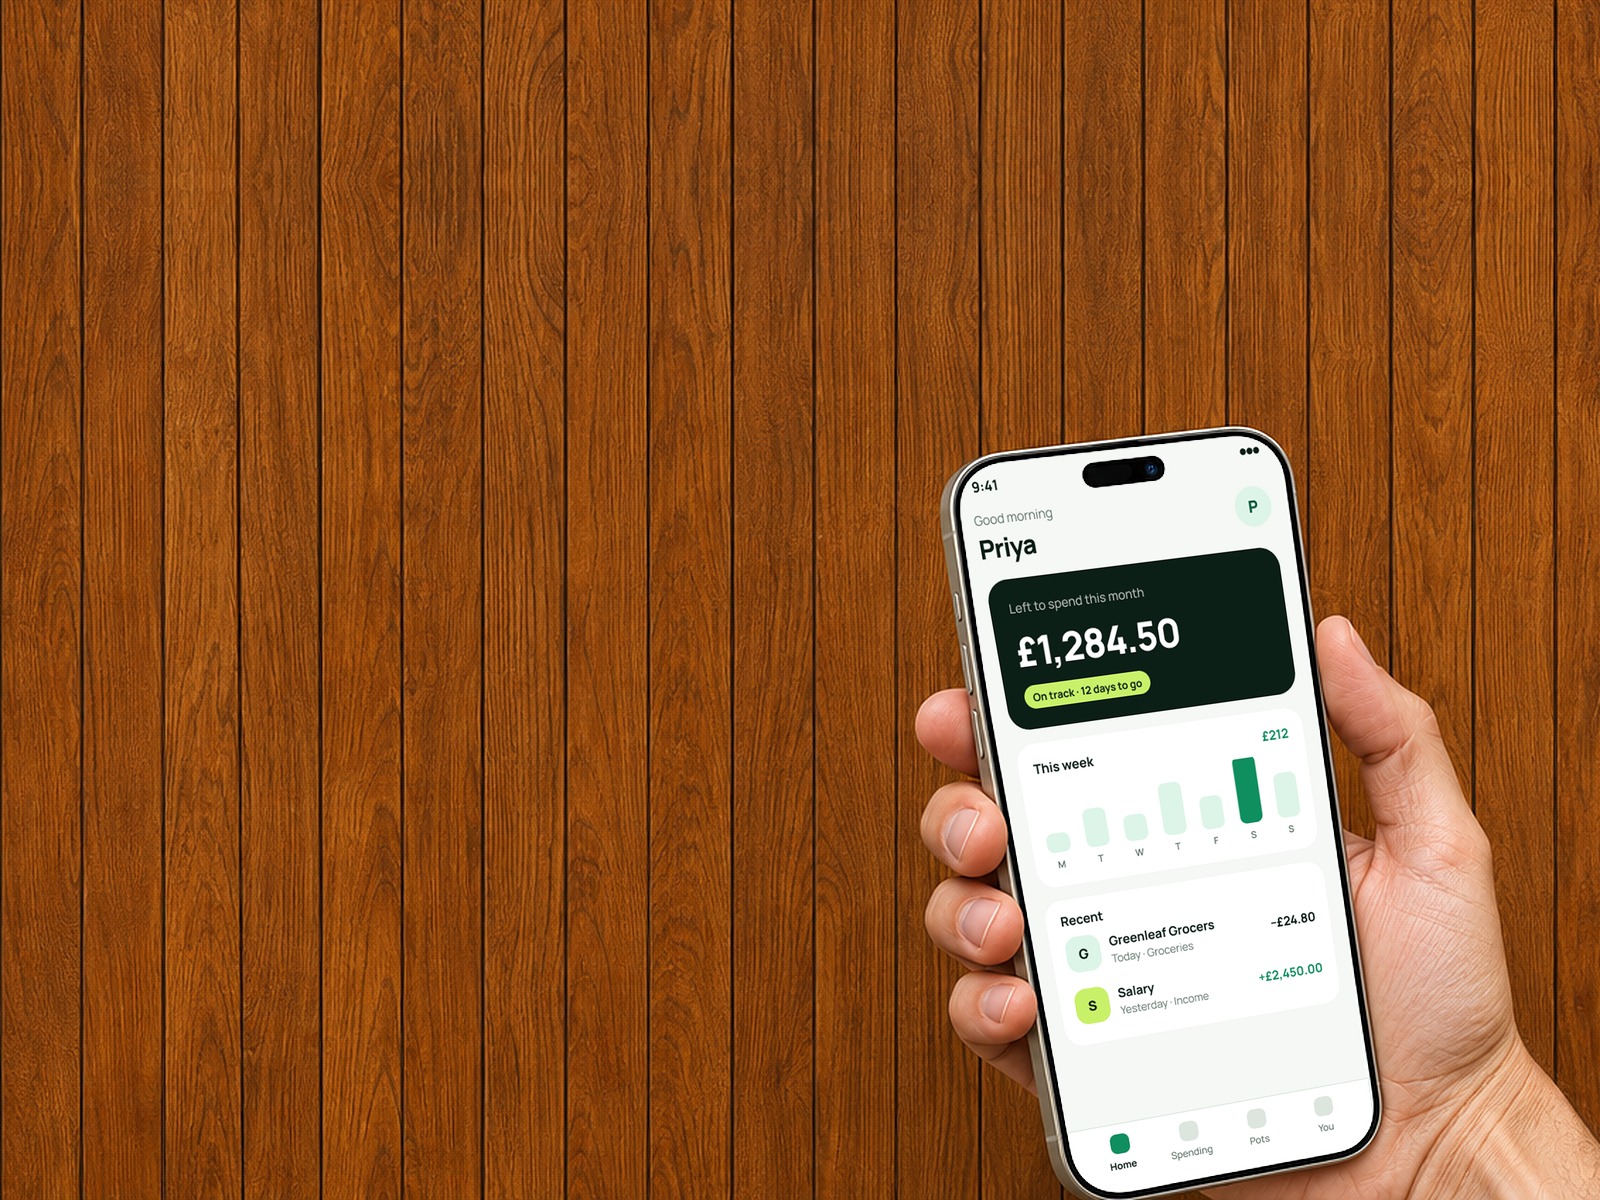 9:41
Good morning
Priya
P
Left to spend this month
£1,284.50
On track · 12 days to go
This week
£212
M T W T F S S
Recent
G
Greenleaf Grocers
−£24.80
Today · Groceries
S
Salary
+£2,450.00
Yesterday · Income
Home
Spending
Pots
You